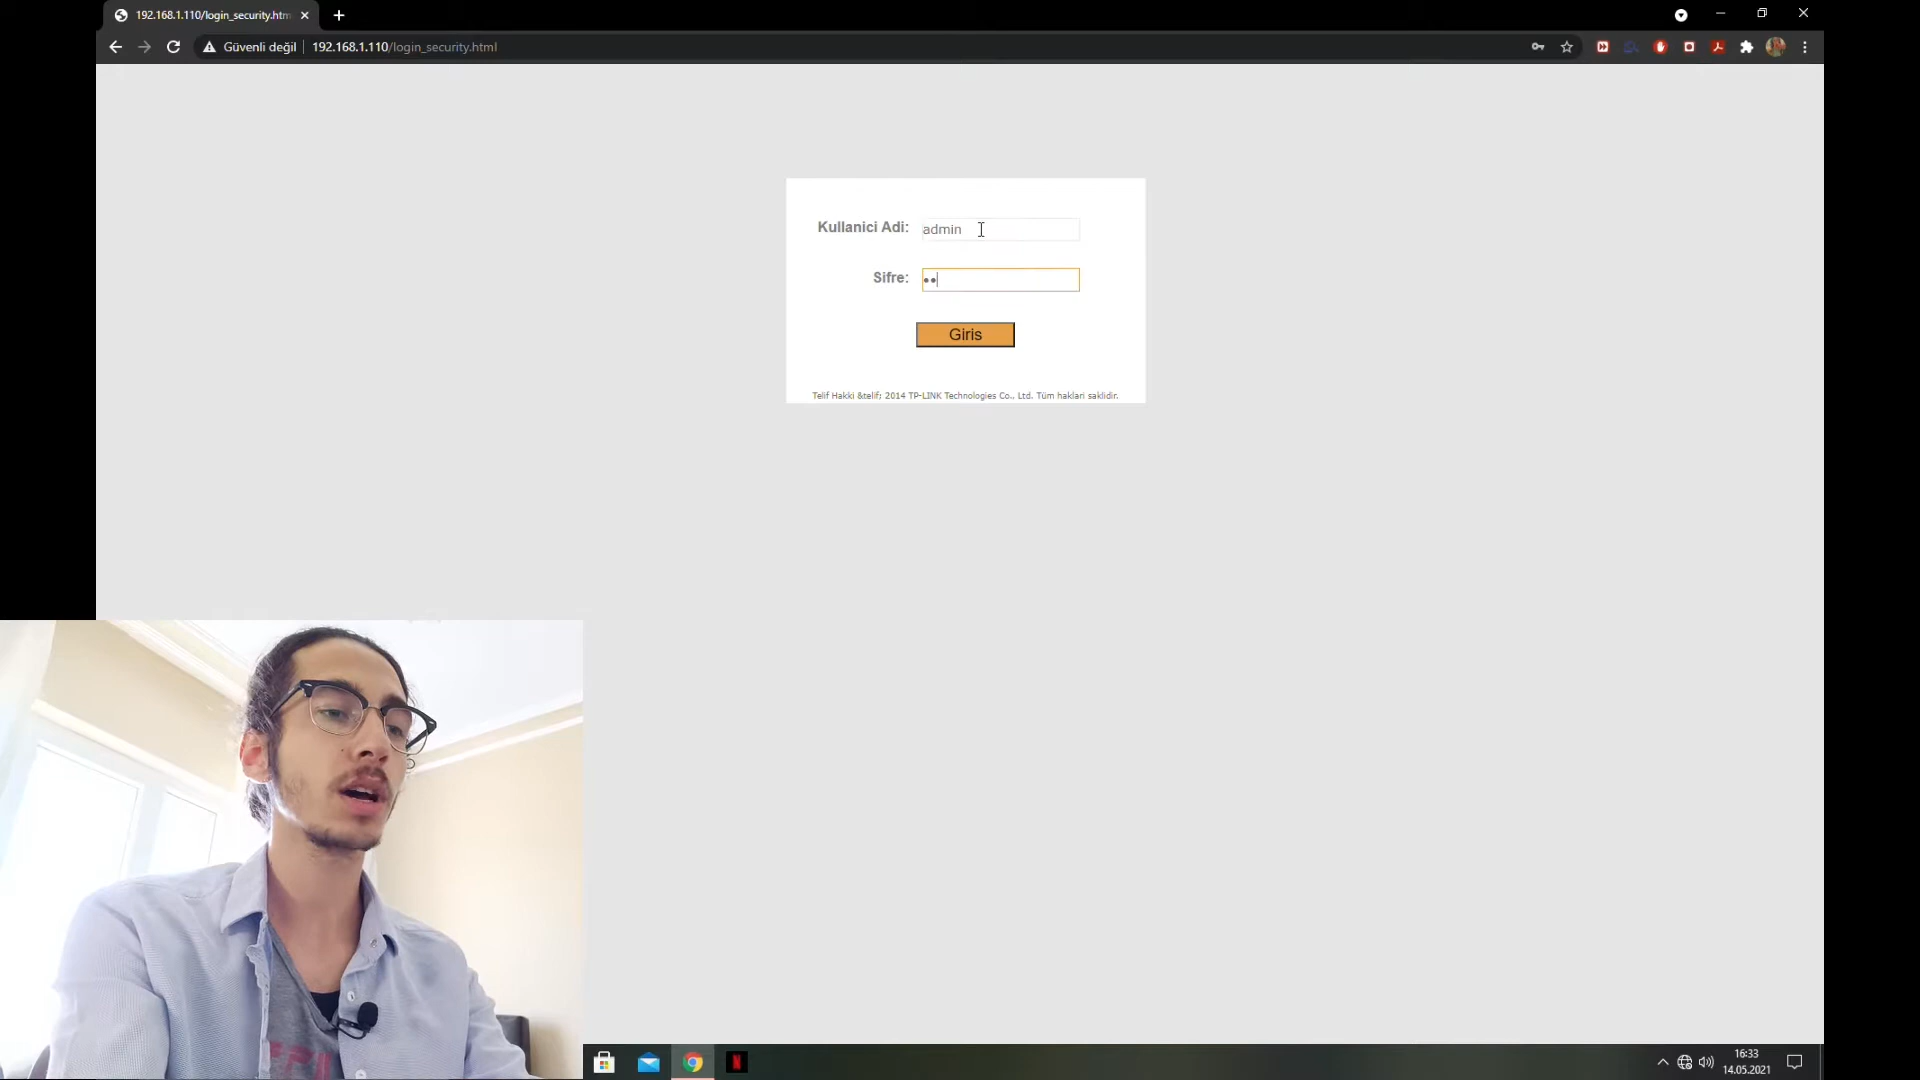 192.168.1.110/login_security.htm
Güvenli değil
192.168.1.110/login_security.html
Kullanici Adi:
admin
Sifre:
Giris
Telif Hakki &telif; 2014 TP-LINK Technologies Co., Ltd. Tüm haklari saklidir.
16:33
14.05.2021